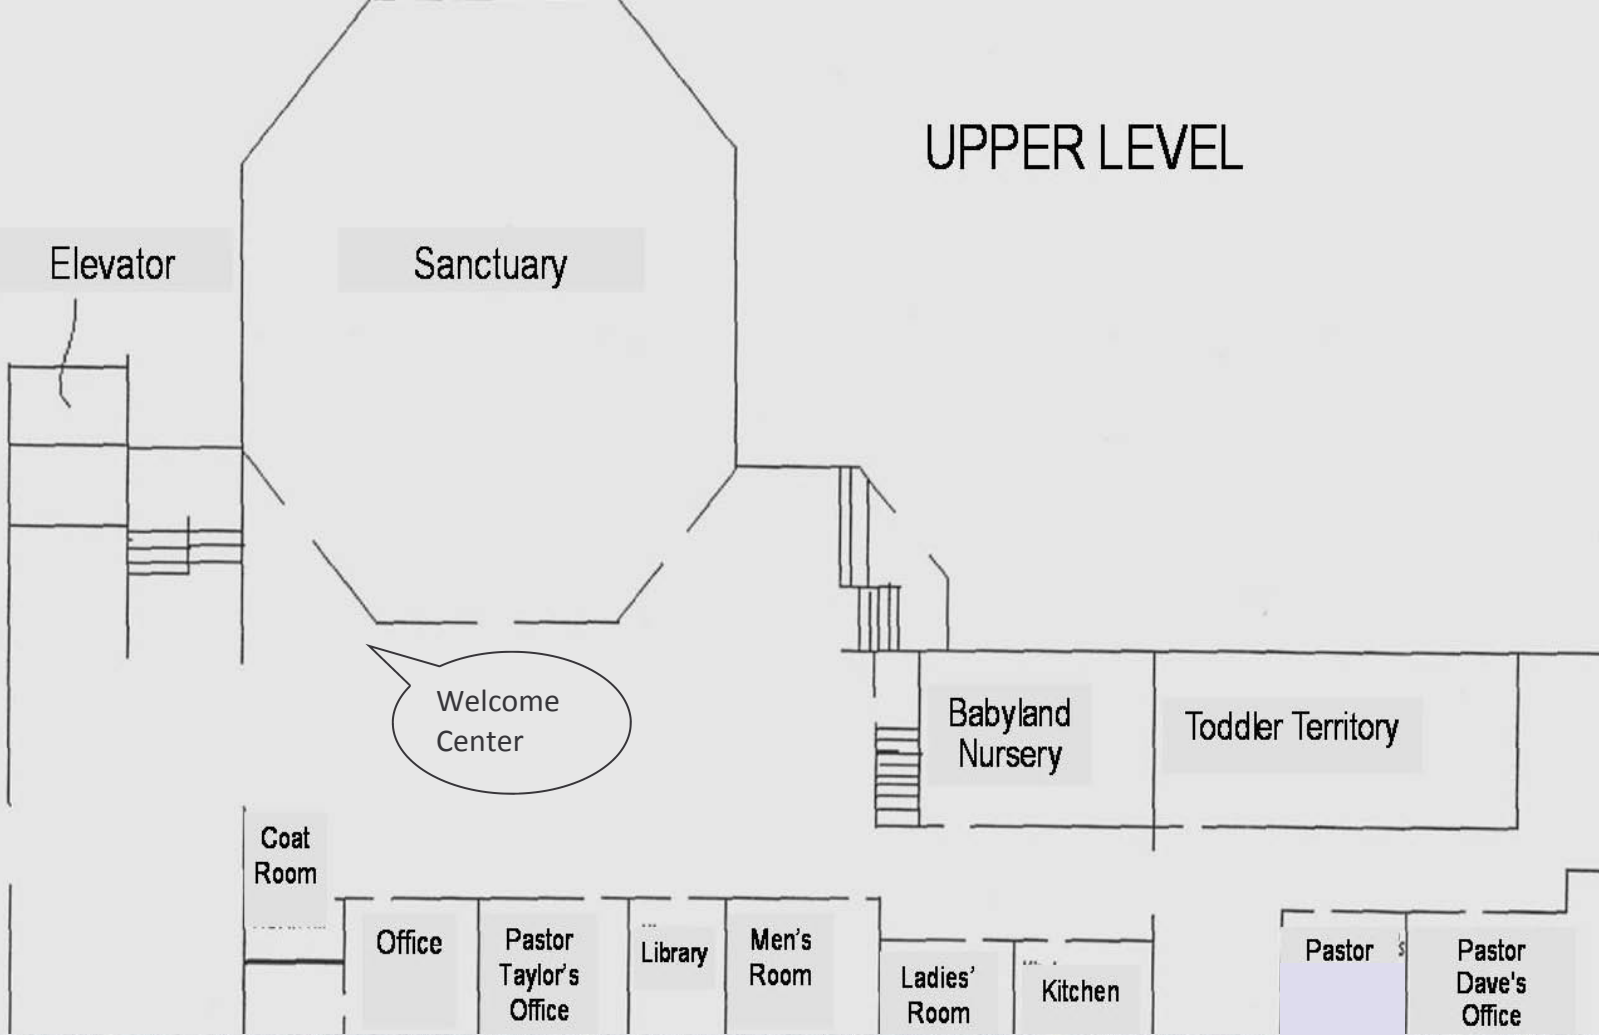 UPPER LEVEL
Elevator
Sanctuary
Welcome
Center
Babyland
Nursery
Toddler Territory
Coat
Room
Office
Pastor
Taylor's
Office
Library
Men's
Room
Ladies'
Room
Kitchen
Pastor
Pastor
Dave's
Office